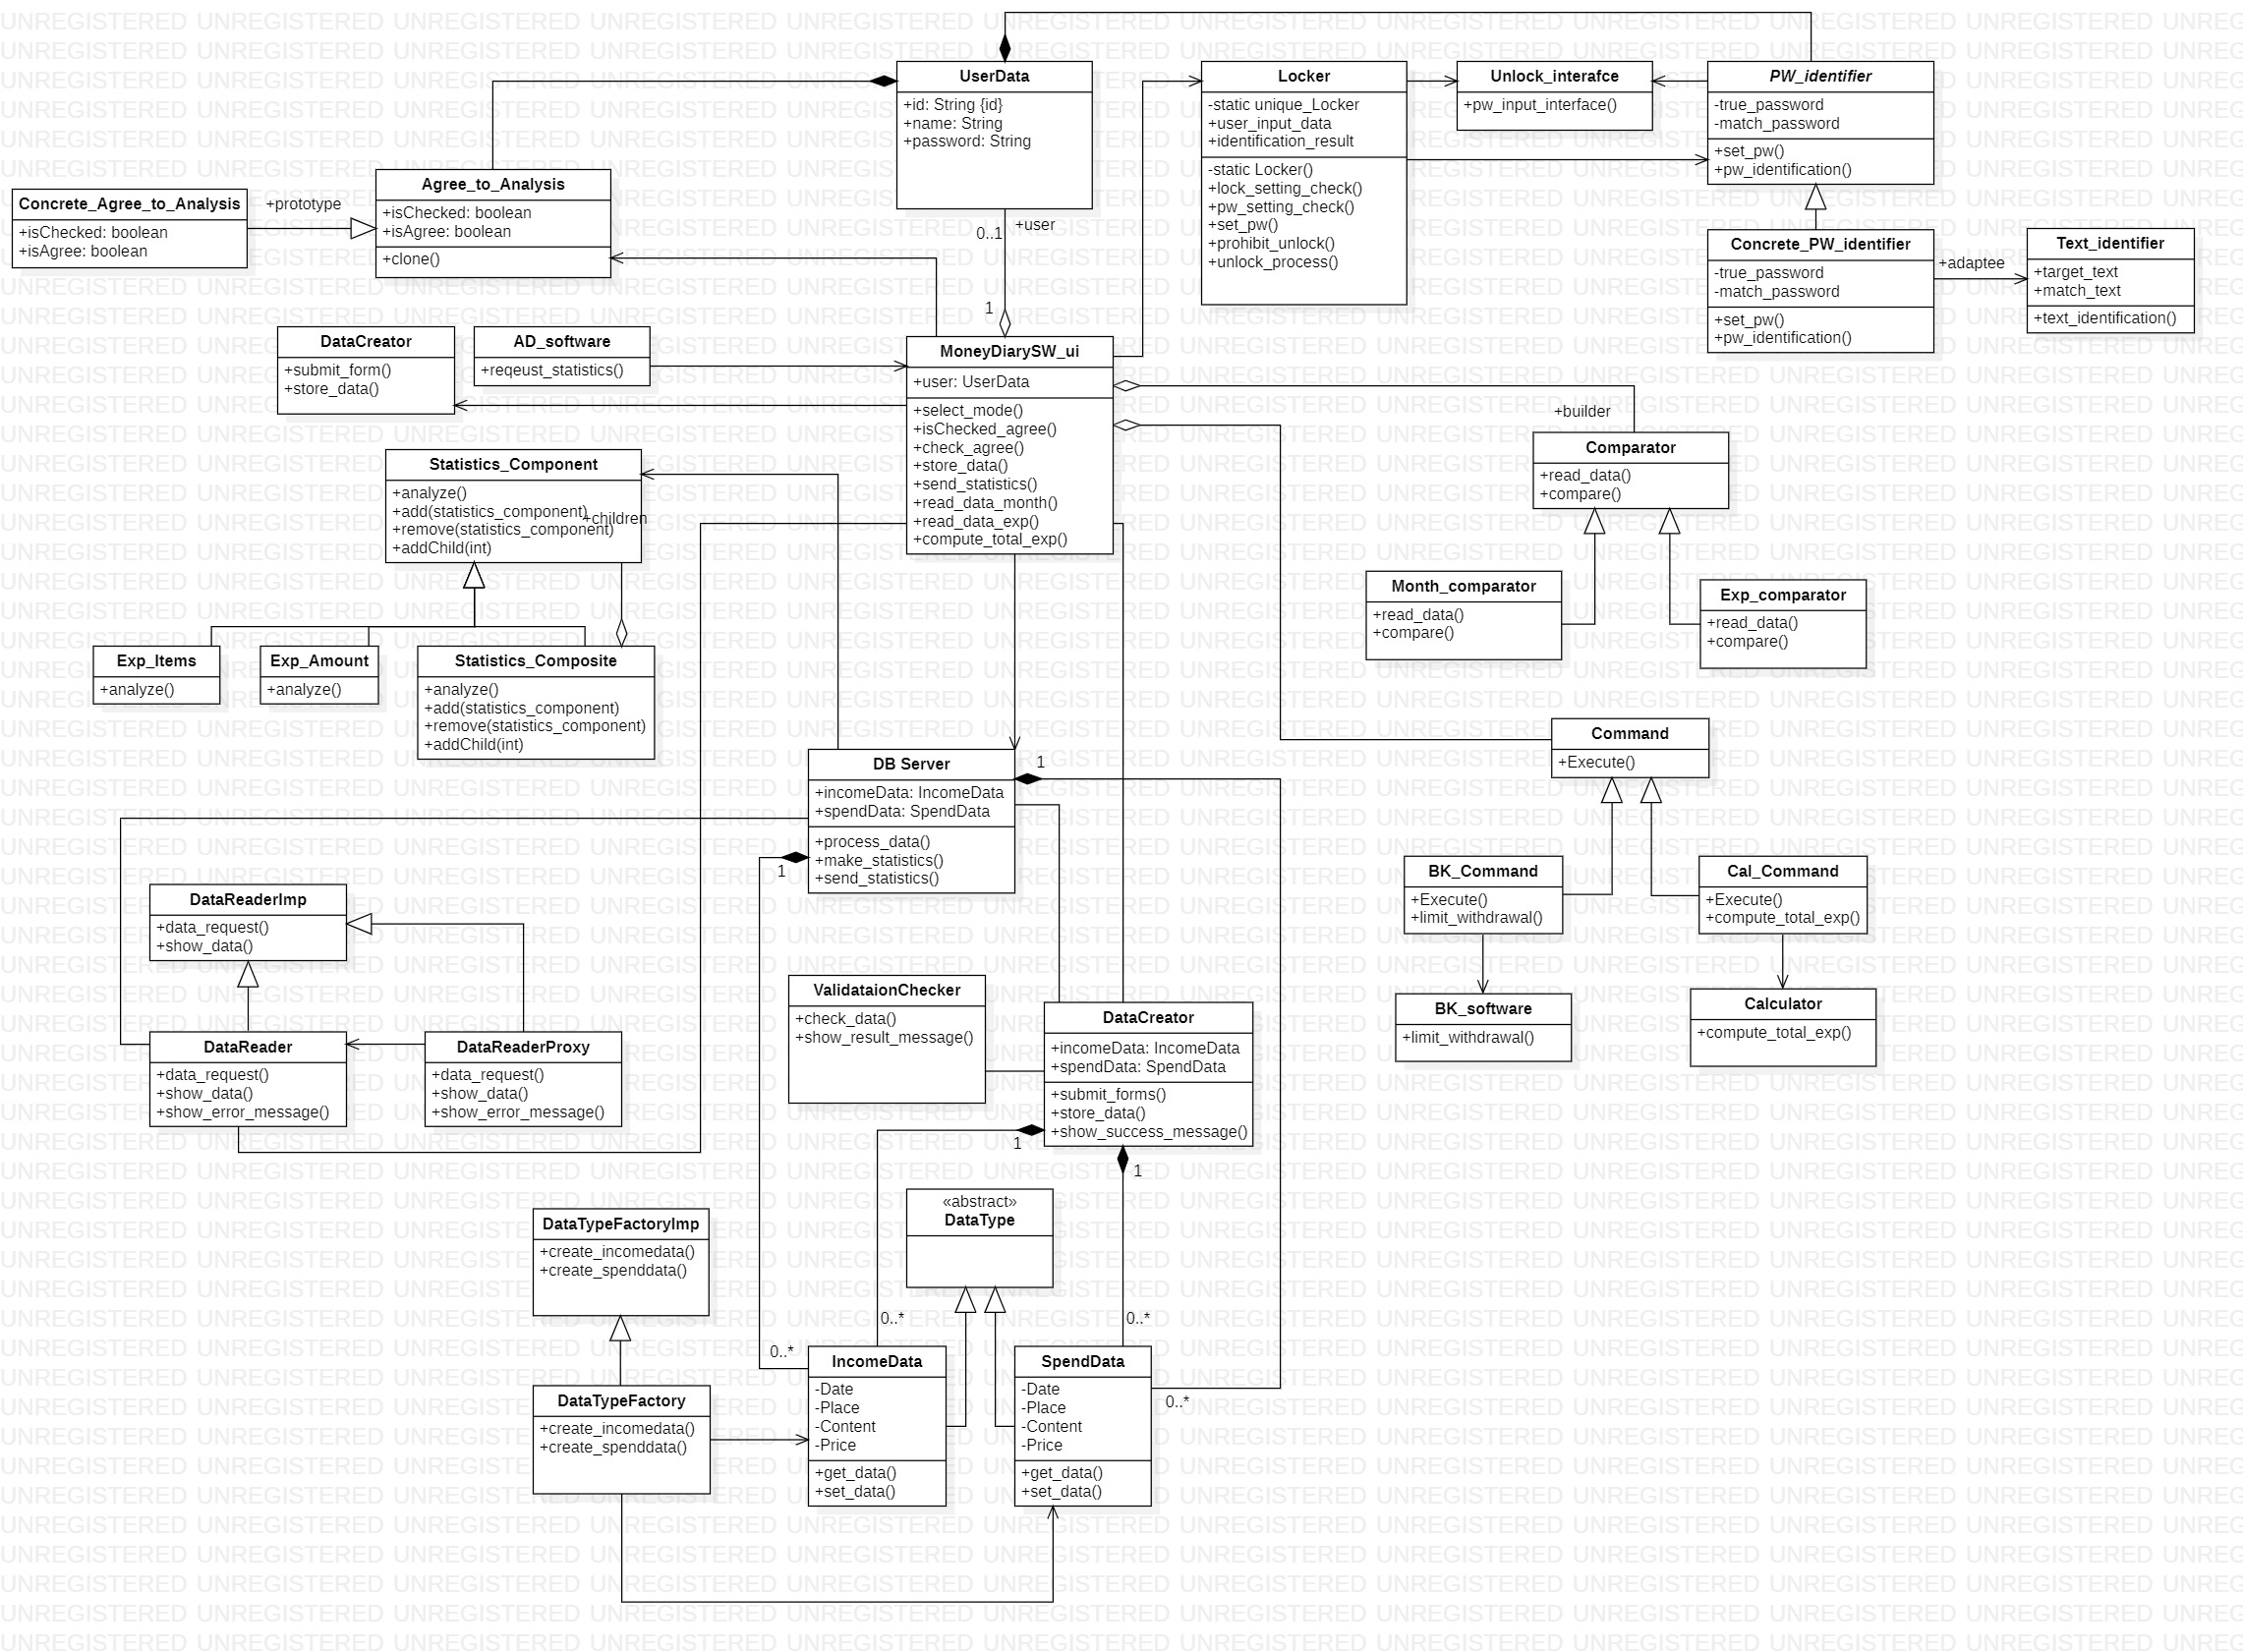 UserData
+id: String {id}
+name: String
+password: String
Locker
-static unique_Locker
+user_input_data
+identification_result
-static Locker()
+lock_setting_check()
+pw_setting_check()
+set_pw()
+prohibit_unlock()
+unlock_process()
Unlock_interafce
+pw_input_interface()
PW_identifier
-true_password
-match_password
+set_pw()
+pw_identification()
Concrete_Agree_to_Analysis
+isChecked: boolean
+isAgree: boolean
+prototype
Agree_to_Analysis
+isChecked: boolean
+isAgree: boolean
+clone()
0..1
+user
1
Concrete_PW_identifier
-true_password
-match_password
+set_pw()
+pw_identification()
+adaptee
Text_identifier
+target_text
+match_text
+text_identification()
DataCreator
+submit_form()
+store_data()
AD_software
+reqeust_statistics()
MoneyDiarySW_ui
+user: UserData
+select_mode()
+isChecked_agree()
+check_agree()
+store_data()
+send_statistics()
+read_data_month()
+read_data_exp()
+compute_total_exp()
+builder
Comparator
+read_data()
+compare()
Statistics_Component
+analyze()
+add(statistics_component)
+remove(statistics_component)
+addChild(int)
+children
Month_comparator
+read_data()
+compare()
Exp_comparator
+read_data()
+compare()
Exp_Items
+analyze()
Exp_Amount
+analyze()
Statistics_Composite
+analyze()
+add(statistics_component)
+remove(statistics_component)
+addChild(int)
Command
+Execute()
DB Server
+incomeData: IncomeData
+spendData: SpendData
+process_data()
+make_statistics()
+send_statistics()
1
1
BK_Command
+Execute()
+limit_withdrawal()
Cal_Command
+Execute()
+compute_total_exp()
DataReaderImp
+data_request()
+show_data()
BK_software
+limit_withdrawal()
Calculator
+compute_total_exp()
ValidataionChecker
+check_data()
+show_result_message()
DataCreator
+incomeData: IncomeData
+spendData: SpendData
+submit_forms()
+store_data()
+show_success_message()
1
1
DataReader
+data_request()
+show_data()
+show_error_message()
DataReaderProxy
+data_request()
+show_data()
+show_error_message()
«abstract»
DataType
DataTypeFactoryImp
+create_incomedata()
+create_spenddata()
0..*
0..*
0..*
0..*
IncomeData
-Date
-Place
-Content
-Price
+get_data()
+set_data()
SpendData
-Date
-Place
-Content
-Price
+get_data()
+set_data()
DataTypeFactory
+create_incomedata()
+create_spenddata()